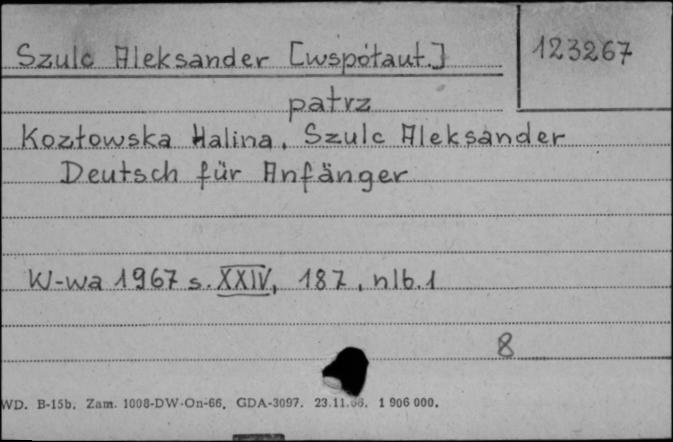 Szulc Aleksander [współaut.]
123267
patrz
Kozłowska Halina, Szulc Aleksander
Deutsch für Anfänger
W-wa 1967 s. XXIV, 187, nlb. 1
8
WD. B-15b. Zam. 1008-DW-On-66. GDA-3097. 23.11.66. 1 906 000.